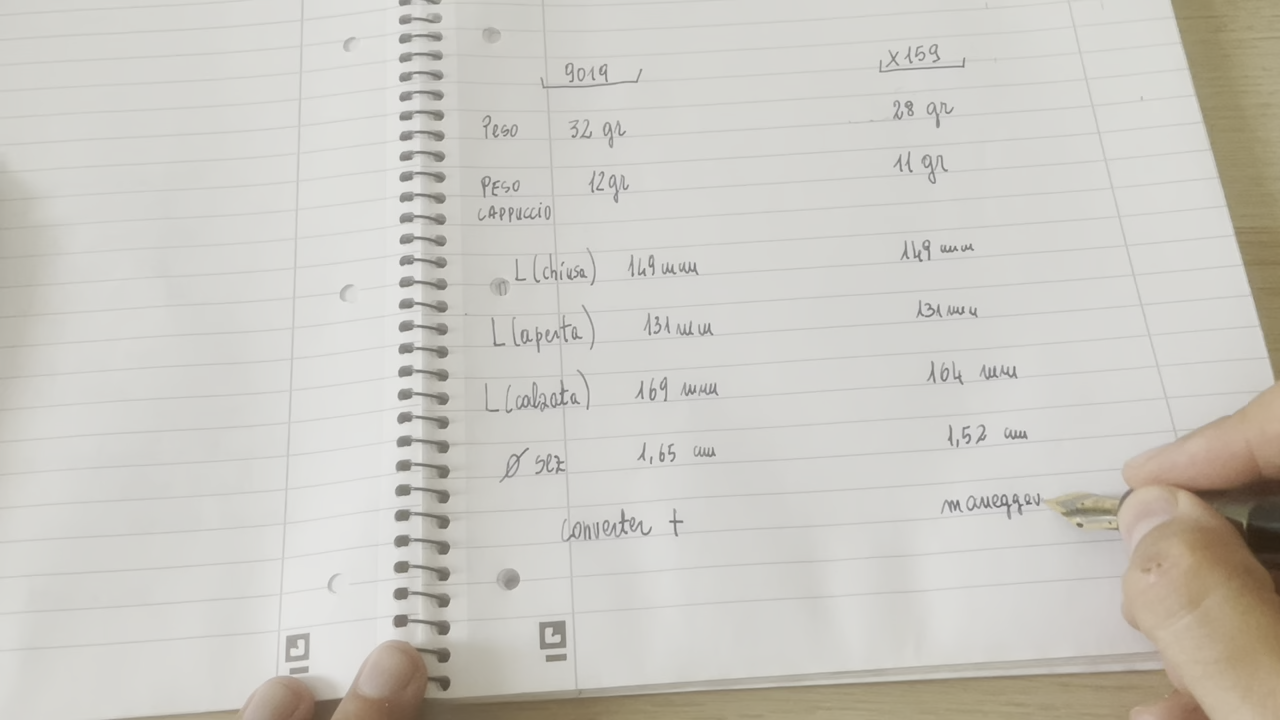 9019 X159
Peso 32 gr 28 gr
PESO 12gr 11 gr
CAPPUCCIO
L (chiusa) 149 mm 149 mm
L (aperta) 131 mm 131 mm
L (calzata) 169 mm 164 mm
Ø sez 1,65 cm 1,52 cm
Converter + maneggev